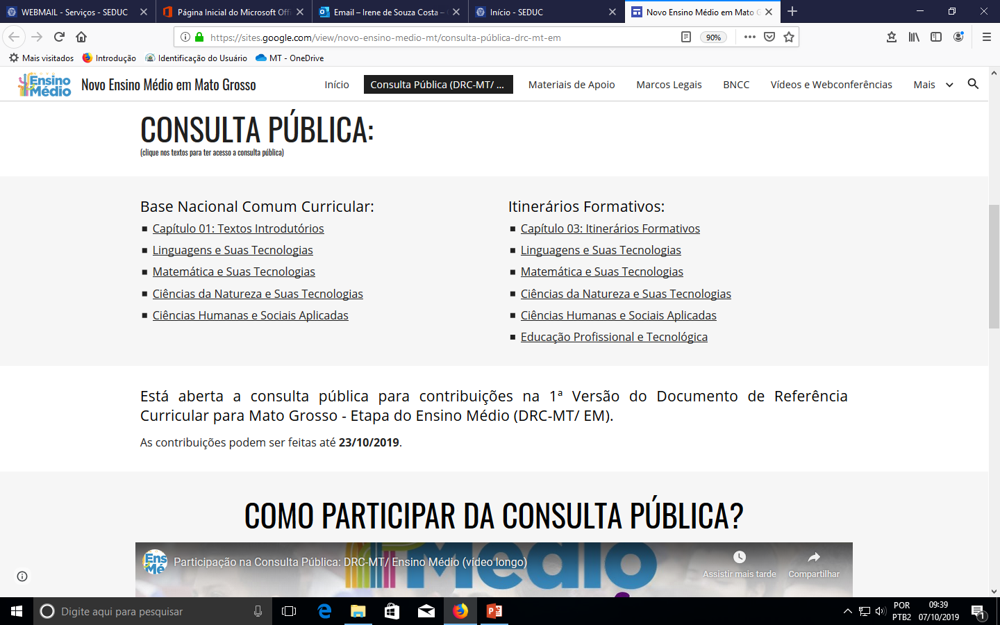 WEBMAIL - Serviços - SEDUC
Página Inicial do Microsoft Offi
Email – Irene de Souza Costa –
Início - SEDUC
Novo Ensino Médio em Mato G
https://sites.google.com/view/novo-ensino-medio-mt/consulta-pública-drc-mt-em
90%
Mais visitados
Introdução
Identificação do Usuário
MT - OneDrive
NOVO
Ensino
Médio
Novo Ensino Médio em Mato Grosso
Início
Consulta Pública (DRC-MT/ ...
Materiais de Apoio
Marcos Legais
BNCC
Vídeos e Webconferências
Mais
CONSULTA PÚBLICA:
(clique nos textos para ter acesso a consulta pública)
Base Nacional Comum Curricular:
Capítulo 01: Textos Introdutórios
Linguagens e Suas Tecnologias
Matemática e Suas Tecnologias
Ciências da Natureza e Suas Tecnologias
Ciências Humanas e Sociais Aplicadas
Itinerários Formativos:
Capítulo 03: Itinerários Formativos
Linguagens e Suas Tecnologias
Matemática e Suas Tecnologias
Ciências da Natureza e Suas Tecnologias
Ciências Humanas e Sociais Aplicadas
Educação Profissional e Tecnológica
Está aberta a consulta pública para contribuições na 1ª Versão do Documento de Referência
Curricular para Mato Grosso - Etapa do Ensino Médio (DRC-MT/ EM).
As contribuições podem ser feitas até 23/10/2019.
COMO PARTICIPAR DA CONSULTA PÚBLICA?
Ens
Mé
Participação na Consulta Pública: DRC-MT/ Ensino Médio (vídeo longo)
Médio
Assistir mais tarde
Compartilhar
Digite aqui para pesquisar
POR
PTB2
09:39
07/10/2019
1